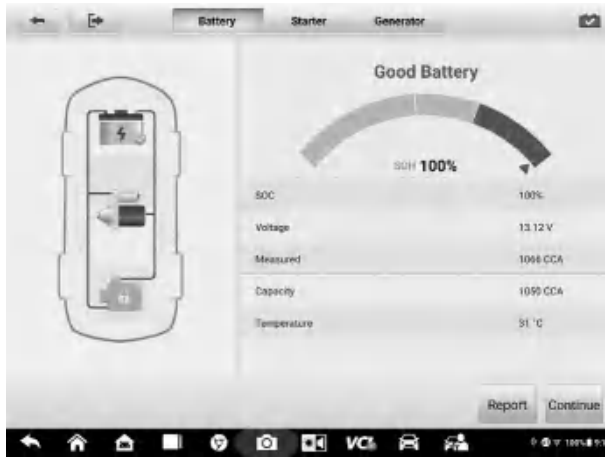 Battery Starter Generator
Good Battery
SOH 100%
SOC 100%
Voltage 13.12 V
Measured 1066 CCA
Capacity 1050 CCA
Temperature 31 °C
Report Continue